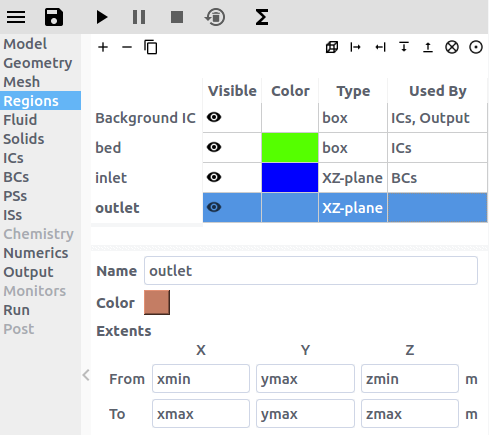 Model
Geometry
Mesh
Regions
Fluid
Solids
ICs
BCs
PSs
ISs
Chemistry
Numerics
Output
Monitors
Run
Post
Visible Color Type Used By
Background IC box ICs, Output
bed box ICs
inlet XZ-plane BCs
outlet XZ-plane
Name outlet
Color
Extents
X Y Z
From xmin ymax zmin m
To xmax ymax zmax m